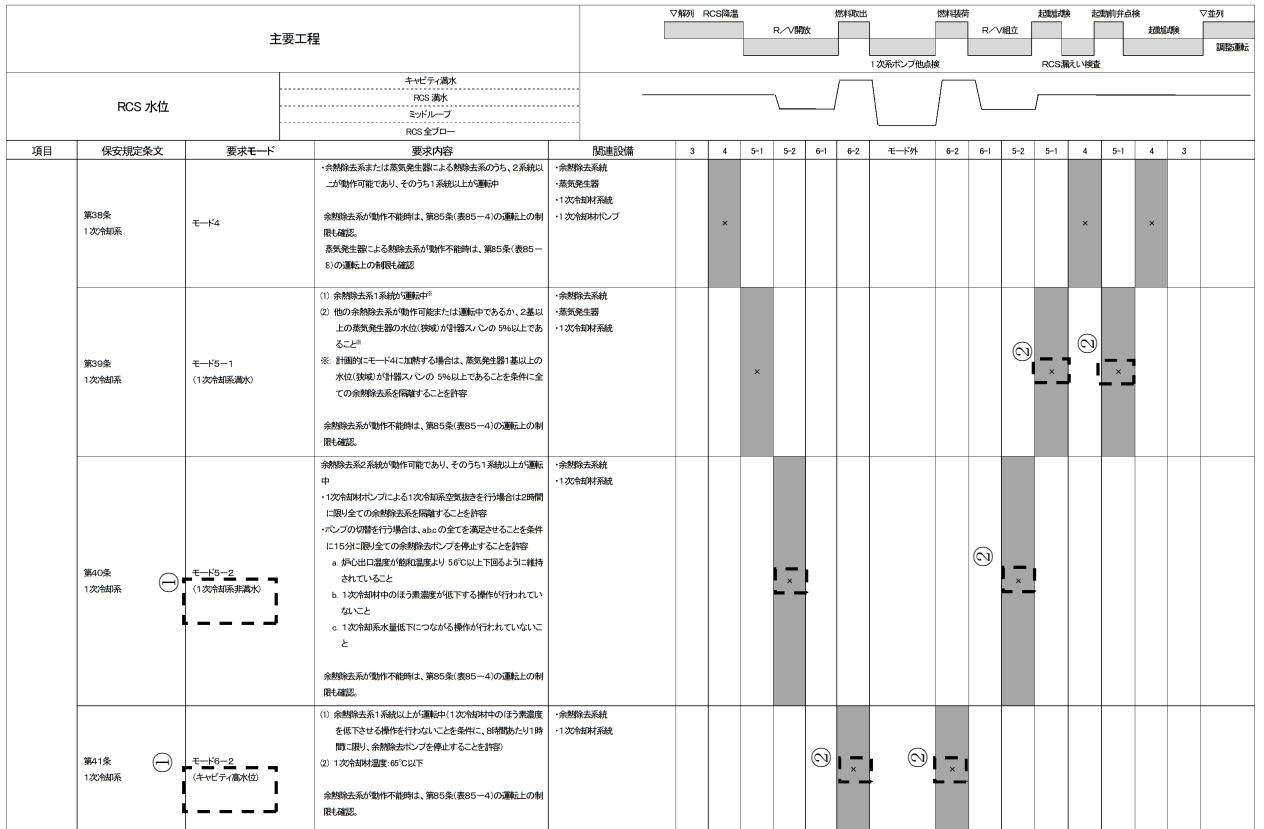 主要工程
▽解列 RCS降温 燃料取出 燃料装荷 起動試験 起動前弁点検 ▽並列
R／V開放 R／V組立 起動試験
1次系ポンプ他点検 RCS漏えい検査 調整運転
RCS 水位
キャビティ満水
RCS 満水
ミッドループ
RCS 全ブロー
項目 保安規定条文 要求モード 要求内容 関連設備 3 4 5-1 5-2 6-1 6-2 モード外 6-2 6-1 5-2 5-1 4 5-1 4 3
第38条
1次冷却系
モード4
・余熱除去系または蒸気発生器による熱除去系のうち、2系統以
上が動作可能であり、そのうち1系統以上が運転中
余熱除去系が動作不能時は、第85条(表85－4)の運転上の制
限も確認。
蒸気発生器による熱除去系が動作不能時は、第85条(表85－
8)の運転上の制限も確認
・余熱除去系統
・蒸気発生器
・1次冷却材系統
・1次冷却材ポンプ
× × ×
第39条
1次冷却系
モード5－1
(1次冷却系満水)
(1) 余熱除去系1系統が運転中※
(2) 他の余熱除去系が動作可能または運転中であるか、2基以
上の蒸気発生器の水位(狭域)が計器スパンの 5%以上であ
ること※
※: 計画的にモード4に加熱する場合は、蒸気発生器1基以上の
水位(狭域)が計器スパンの 5%以上であることを条件に全
ての余熱除去系を隔離することを許容
余熱除去系が動作不能時は、第85条(表85－4)の運転上の制
限も確認。
・余熱除去系統
・蒸気発生器
・1次冷却材系統
② ②
× × ×
第40条
1次冷却系
①
モード5－2
(1次冷却系非満水)
余熱除去系2系統が動作可能であり、そのうち1系統以上が運転
中
・1次冷却材ポンプによる1次冷却系空気抜きを行う場合は2時間
に限り全ての余熱除去系を隔離することを許容
・ポンプの切替を行う場合は、abcの全てを満足させることを条件
に15分に限り全ての余熱除去ポンプを停止することを許容
a. 炉心出口温度が飽和温度より 5.6℃以上下回るように維持
されていること
b. 1次冷却材中のほう素濃度が低下する操作が行われてい
ないこと
c. 1次冷却系水量低下につながる操作が行われていないこ
と
余熱除去系が動作不能時は、第85条(表85－4)の運転上の制
限も確認。
・余熱除去系統
・1次冷却材系統
②
× ×
第41条
1次冷却系
①
モード6－2
(キャビティ高水位)
(1) 余熱除去系1系統以上が運転中(1次冷却材中のほう素濃度
を低下させる操作を行わないことを条件に、8時間あたり1時
間に限り、余熱除去ポンプを停止することを許容)
(2) 1次冷却材温度:65℃以下
余熱除去系が動作不能時は、第85条(表85－4)の運転上の制
限も確認。
・余熱除去系統
・1次冷却材系統
② ②
× ×